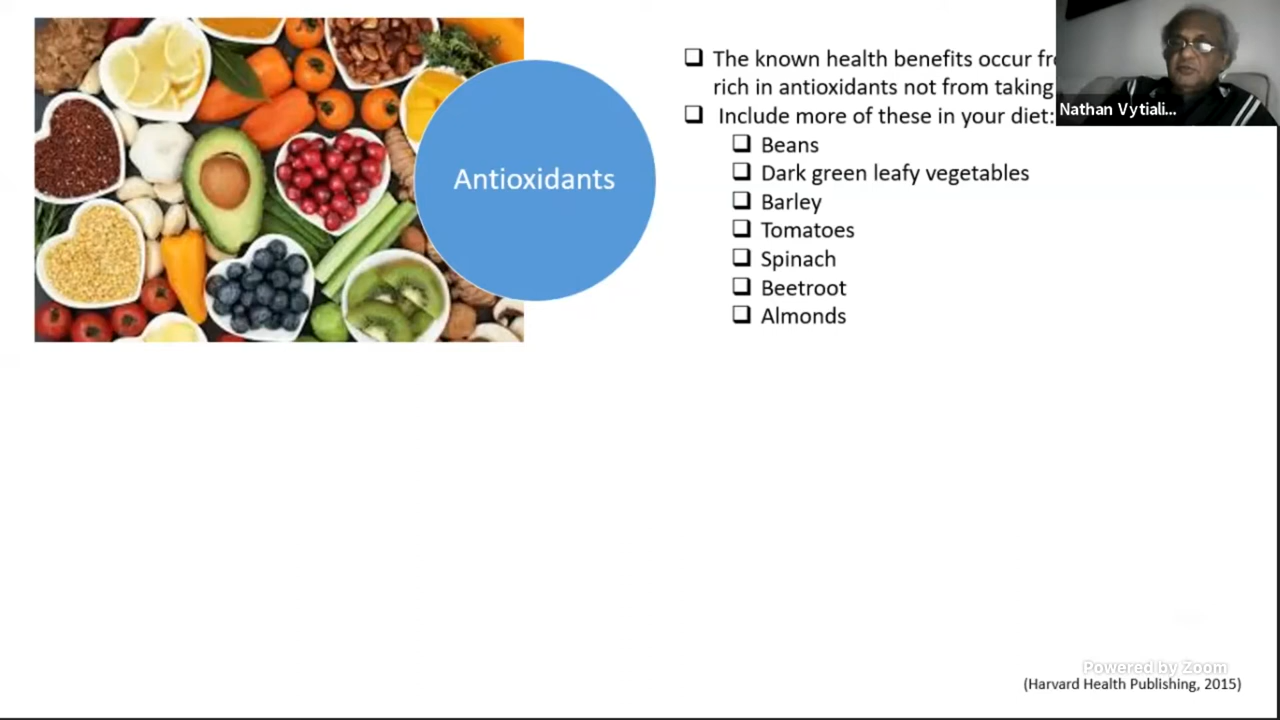 The known health benefits occur
rich in antioxidants not from taking
Include more of these in your diet:
Beans
Dark green leafy vegetables
Barley
Tomatoes
Spinach
Beetroot
Almonds
Antioxidants
Nathan Vytiali...
Powered by Zoom
(Harvard Health Publishing, 2015)